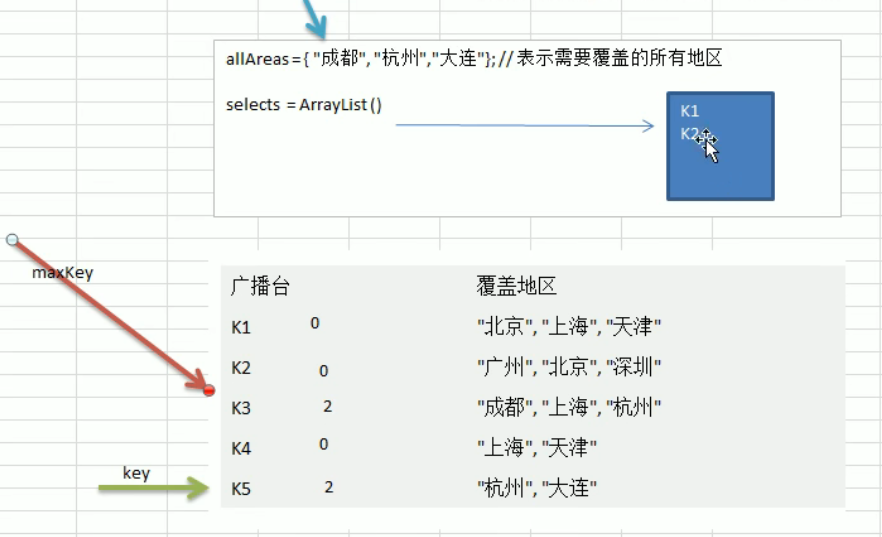 allAreas={ "成都", "杭州","大连"};// 表示需要覆盖的所有地区
selects = ArrayList ()
K1
K2
maxKey
广播台 覆盖地区
K1 0 "北京", "上海", "天津"
K2 0 "广州", "北京", "深圳"
K3 2 "成都", "上海", "杭州"
K4 0 "上海", "天津"
key
K5 2 "杭州", "大连"